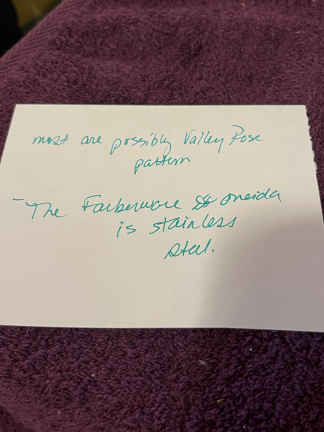 most are possibly Valley Rose
pattern
- The Farberware & oneida
is stainless
steel.